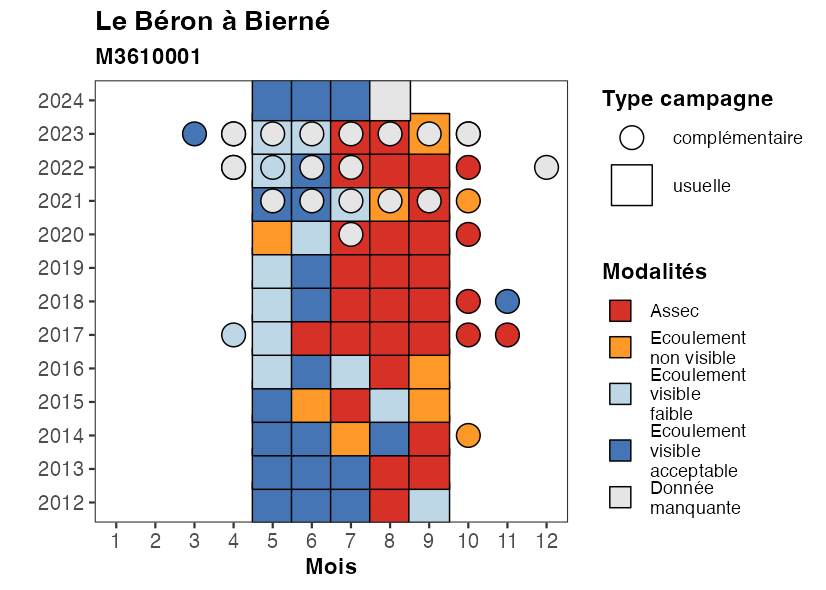 Le Béron à Bierné
M3610001
2024
2023
2022
2021
2020
2019
2018
2017
2016
2015
2014
2013
2012
1 2 3 4 5 6 7 8 9 10 11 12
Mois
Type campagne
complémentaire
usuelle
Modalités
Assec
Ecoulement
non visible
Ecoulement
visible
faible
Ecoulement
visible
acceptable
Donnée
manquante